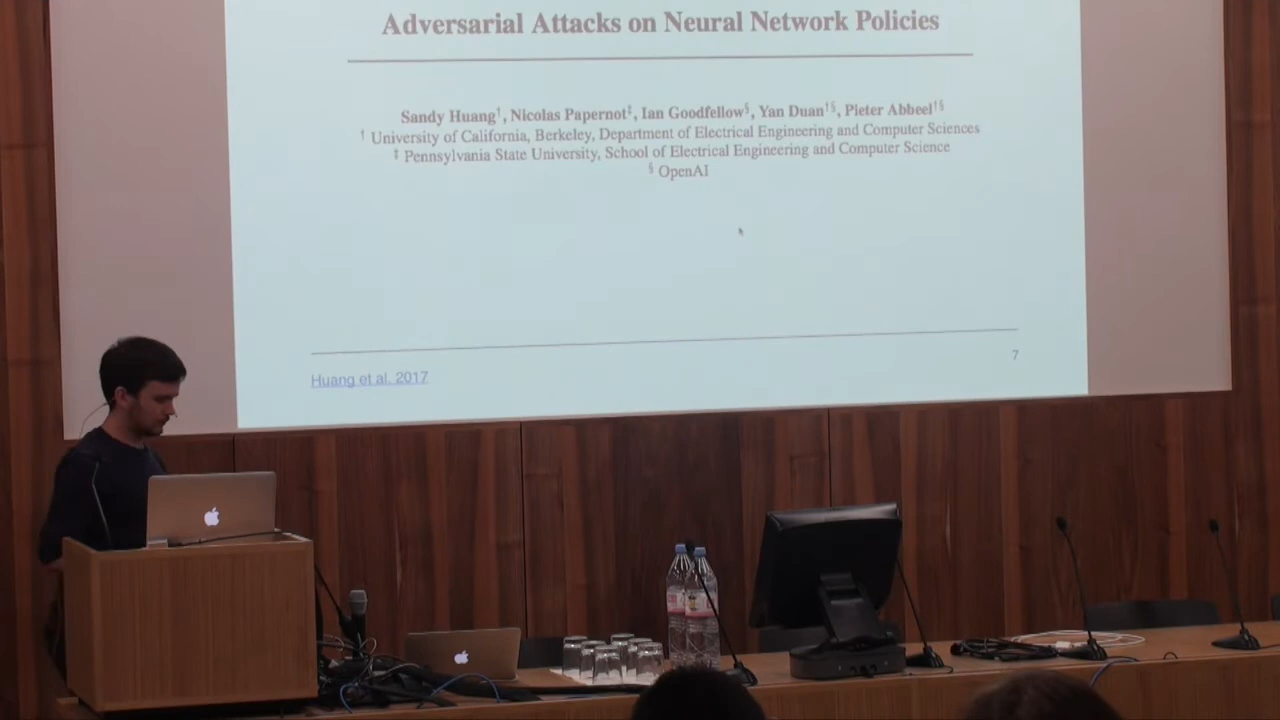 Adversarial Attacks on Neural Network Policies
Sandy Huang†, Nicolas Papernot‡, Ian Goodfellow§, Yan Duan†§, Pieter Abbeel†§
† University of California, Berkeley, Department of Electrical Engineering and Computer Sciences
‡ Pennsylvania State University, School of Electrical Engineering and Computer Science
§ OpenAI
7
Huang et al. 2017